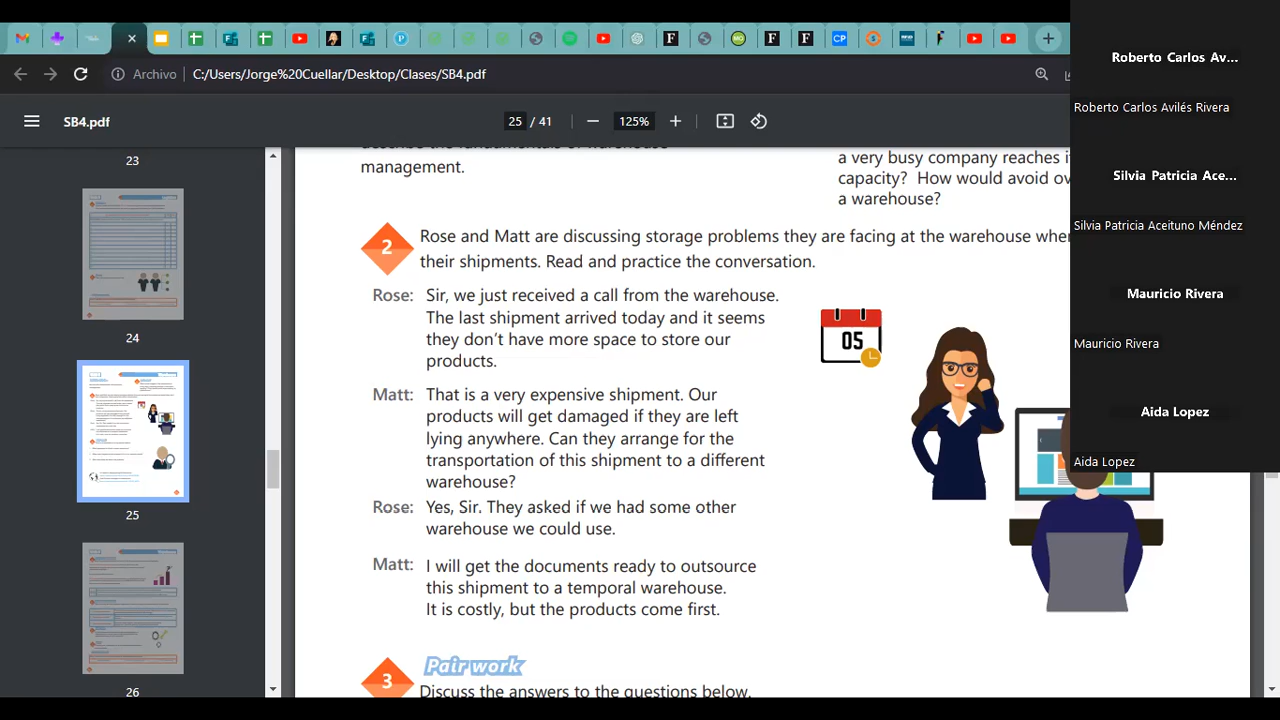 Archivo
C:/Users/Jorge%20Cuellar/Desktop/Clases/SB4.pdf
SB4.pdf
25 / 41
125%
23
24
25
26
management.
a very busy company reaches
capacity? How would avoid
a warehouse?
2
Rose and Matt are discussing storage problems they are facing at the warehouse
their shipments. Read and practice the conversation.
Rose: Sir, we just received a call from the warehouse.
The last shipment arrived today and it seems
they don't have more space to store our
products.
Matt: That is a very expensive shipment. Our
products will get damaged if they are left
lying anywhere. Can they arrange for the
transportation of this shipment to a different
warehouse?
Rose: Yes, Sir. They asked if we had some other
warehouse we could use.
Matt: I will get the documents ready to outsource
this shipment to a temporal warehouse.
It is costly, but the products come first.
05
3
Pair work
Discuss the answers to the questions below.
Roberto Carlos Av...
Roberto Carlos Avilés Rivera
Silvia Patricia Ace...
Silvia Patricia Aceituno Méndez
Mauricio Rivera
Mauricio Rivera
Aida Lopez
Aida Lopez